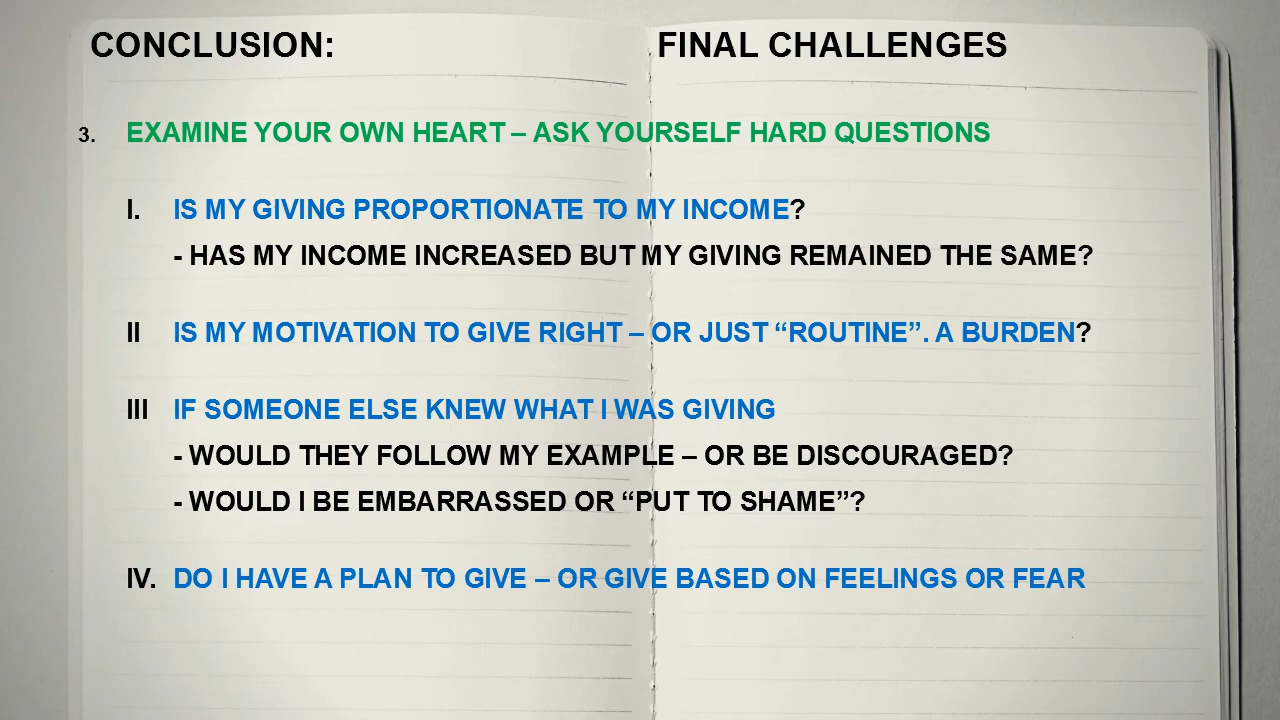 CONCLUSION: FINAL CHALLENGES
3. EXAMINE YOUR OWN HEART – ASK YOURSELF HARD QUESTIONS
I. IS MY GIVING PROPORTIONATE TO MY INCOME?
- HAS MY INCOME INCREASED BUT MY GIVING REMAINED THE SAME?
II IS MY MOTIVATION TO GIVE RIGHT – OR JUST “ROUTINE”. A BURDEN?
III IF SOMEONE ELSE KNEW WHAT I WAS GIVING
- WOULD THEY FOLLOW MY EXAMPLE – OR BE DISCOURAGED?
- WOULD I BE EMBARRASSED OR “PUT TO SHAME”?
IV. DO I HAVE A PLAN TO GIVE – OR GIVE BASED ON FEELINGS OR FEAR